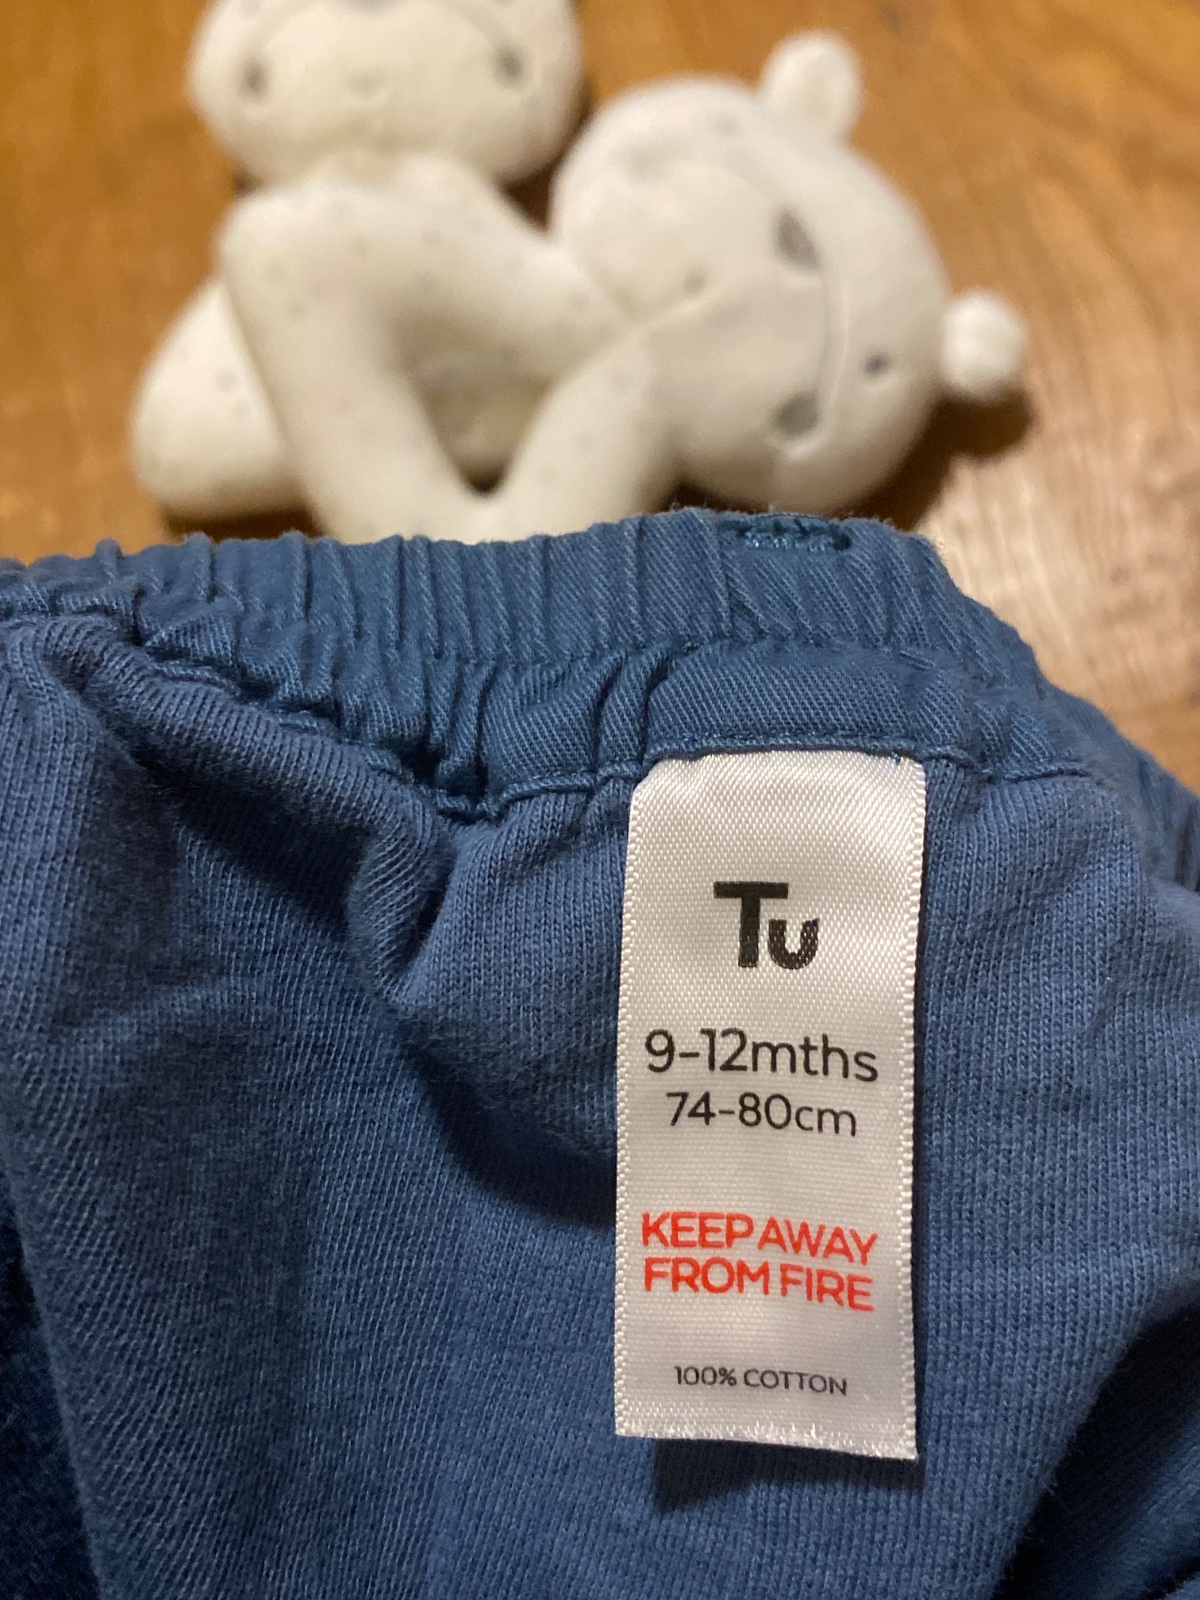 Tu
9-12mths
74-80cm
KEEP AWAY
FROM FIRE
100% COTTON